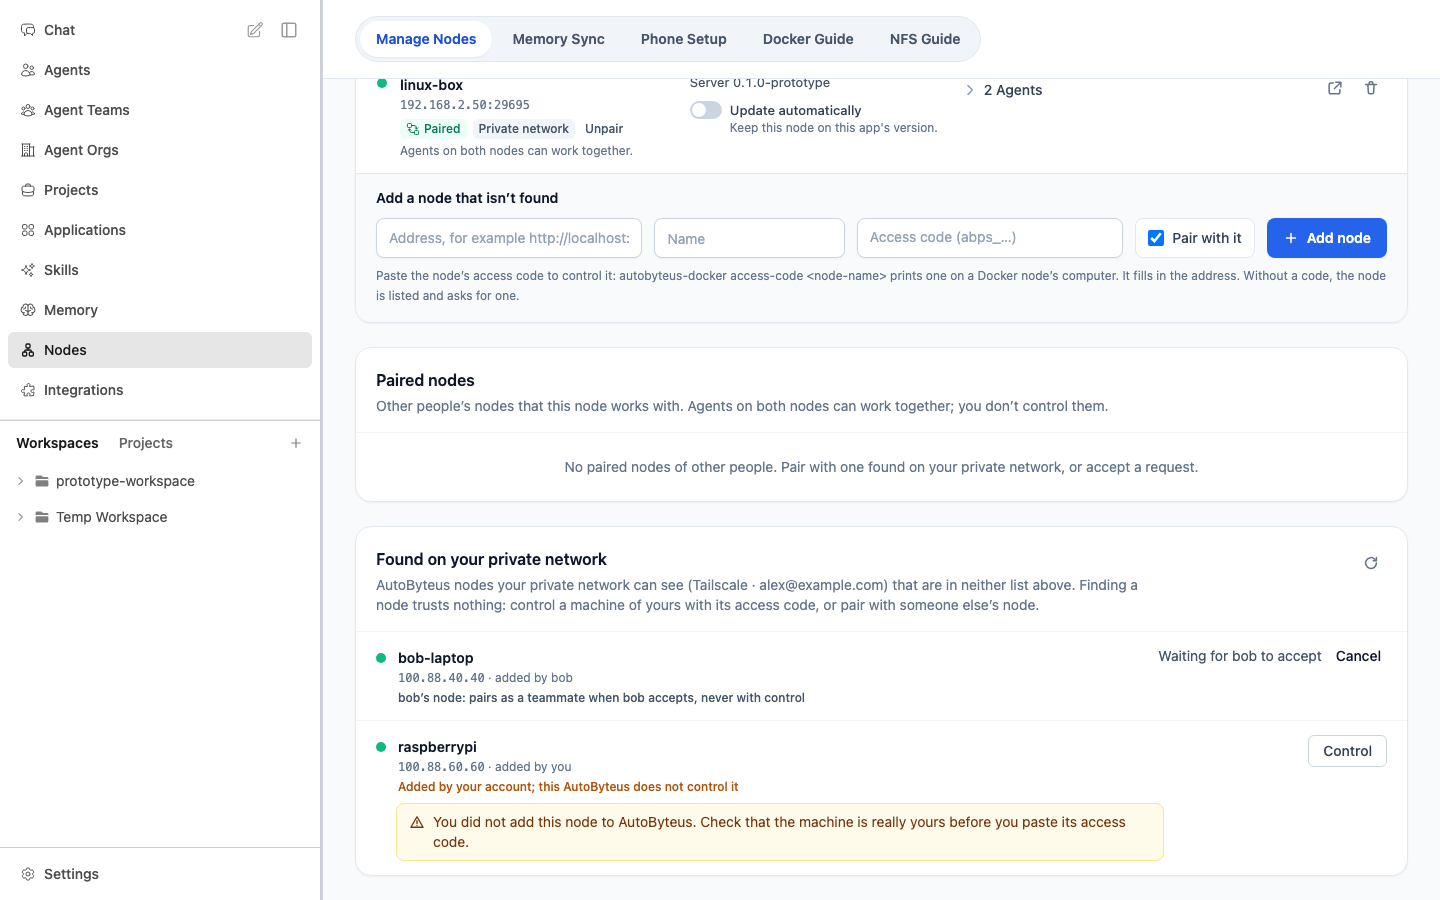 Chat
Agents
Agent Teams
Agent Orgs
Projects
Applications
Skills
Memory
Nodes
Integrations
Workspaces
Projects
prototype-workspace
Temp Workspace
Settings
Manage Nodes
Memory Sync
Phone Setup
Docker Guide
NFS Guide
linux-box
192.168.2.50:29695
Paired
Private network
Unpair
Agents on both nodes can work together.
Server 0.1.0-prototype
Update automatically
Keep this node on this app's version.
2 Agents
Add a node that isn’t found
Address, for example http://localhost:
Name
Access code (abps_…)
Pair with it
Add node
Paste the node’s access code to control it: autobyteus-docker access-code <node-name> prints one on a Docker node’s computer. It fills in the address. Without a code, the node
is listed and asks for one.
Paired nodes
Other people’s nodes that this node works with. Agents on both nodes can work together; you don’t control them.
No paired nodes of other people. Pair with one found on your private network, or accept a request.
Found on your private network
AutoByteus nodes your private network can see (Tailscale · alex@example.com) that are in neither list above. Finding a
node trusts nothing: control a machine of yours with its access code, or pair with someone else’s node.
bob-laptop
100.88.40.40 · added by bob
bob’s node: pairs as a teammate when bob accepts, never with control
Waiting for bob to accept
Cancel
raspberrypi
100.88.60.60 · added by you
Added by your account; this AutoByteus does not control it
Control
You did not add this node to AutoByteus. Check that the machine is really yours before you paste its access
code.